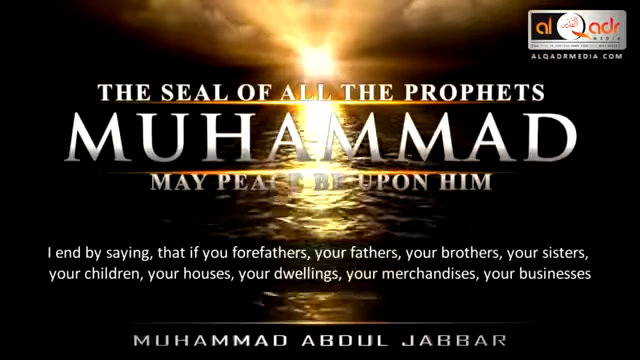 al Qadr
MEDIA
ALQADRMEDIA.COM
THE SEAL OF ALL THE PROPHETS
MUHAMMAD
MAY PEACE BE UPON HIM
I end by saying, that if you forefathers, your fathers, your brothers, your sisters,
your children, your houses, your dwellings, your merchandises, your businesses
MUHAMMAD ABDUL JABBAR